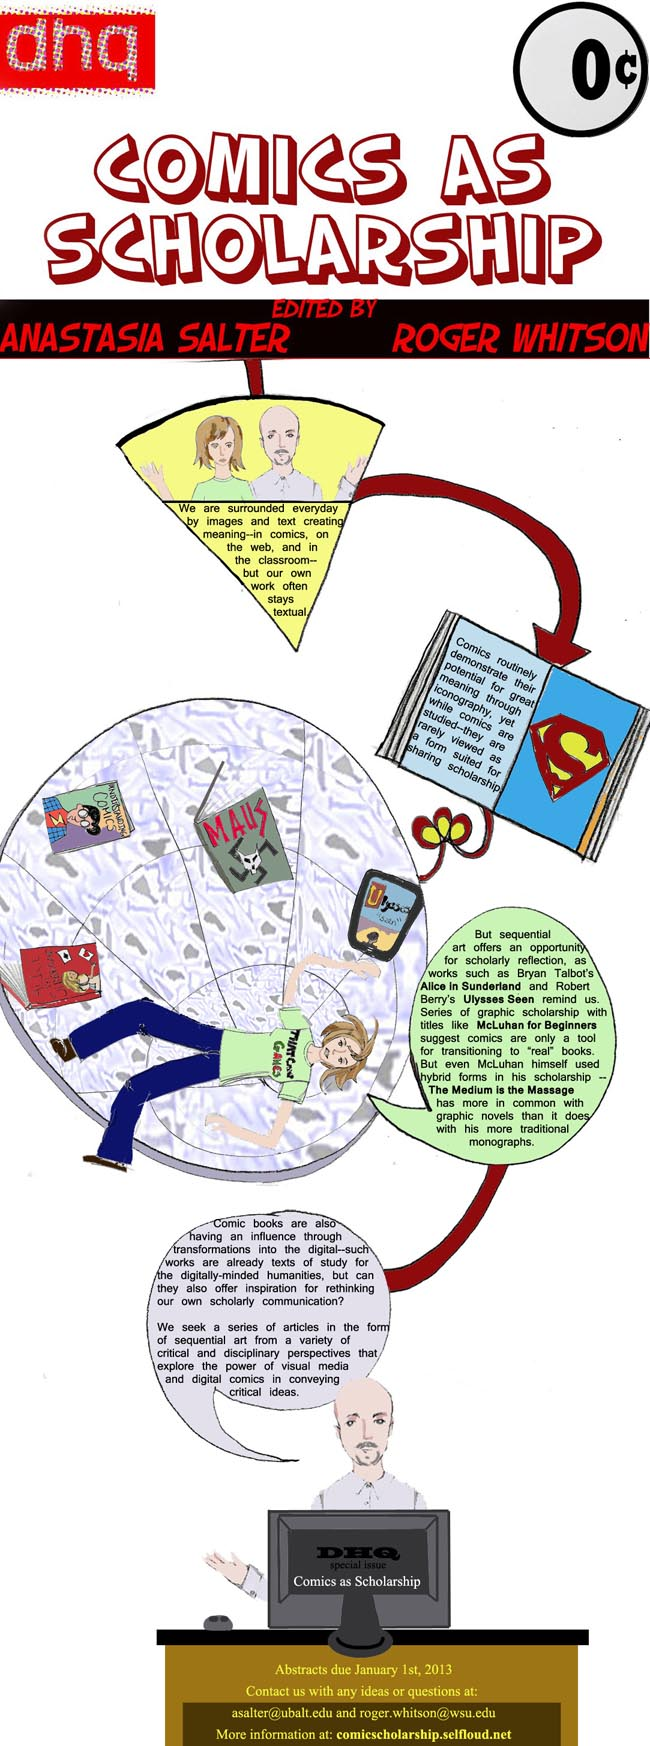 dhq
0¢
COMICS AS
SCHOLARSHIP
EDITED BY
ANASTASIA SALTER ROGER WHITSON
We are surrounded everyday
by images and text creating
meaning--in comics, on
the web, and in
the classroom--
but our own
work often
stays
textual.
Comics routinely
demonstrate their
potential for great
meaning through
iconography, yet
while comics are
studied--they are
rarely viewed as
a form suited for
sharing scholarship
S
UNDERSTANDING
COMICS
MAUS
Ulysses
"seen"
But sequential
art offers an opportunity
for scholarly reflection, as
works such as Bryan Talbot's
Alice in Sunderland and Robert
Berry's Ulysses Seen remind us.
Series of graphic scholarship with
titles like McLuhan for Beginners
suggest comics are only a tool
for transitioning to "real" books.
But even McLuhan himself used
hybrid forms in his scholarship --
The Medium is the Massage
has more in common with
graphic novels than it does
with his more traditional
monographs.
GAMES
Comic books are also
having an influence through
transformations into the digital--such
works are already texts of study for
the digitally-minded humanities, but can
they also offer inspiration for rethinking
our own scholarly communication?
We seek a series of articles in the form
of sequential art from a variety of
critical and disciplinary perspectives that
explore the power of visual media
and digital comics in conveying
critical ideas.
DHQ
special issue
Comics as Scholarship
Abstracts due January 1st, 2013
Contact us with any ideas or questions at:
asalter@ubalt.edu and roger.whitson@wsu.edu
More information at: comicscholarship.selfloud.net